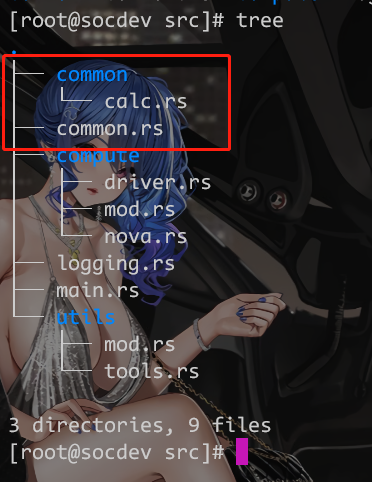 [root@socdev src]# tree
.
├── common
│   └── calc.rs
├── common.rs
├── compute
│   ├── driver.rs
│   ├── mod.rs
│   └── nova.rs
├── logging.rs
├── main.rs
└── utils
    ├── mod.rs
    └── tools.rs
3 directories, 9 files
[root@socdev src]#